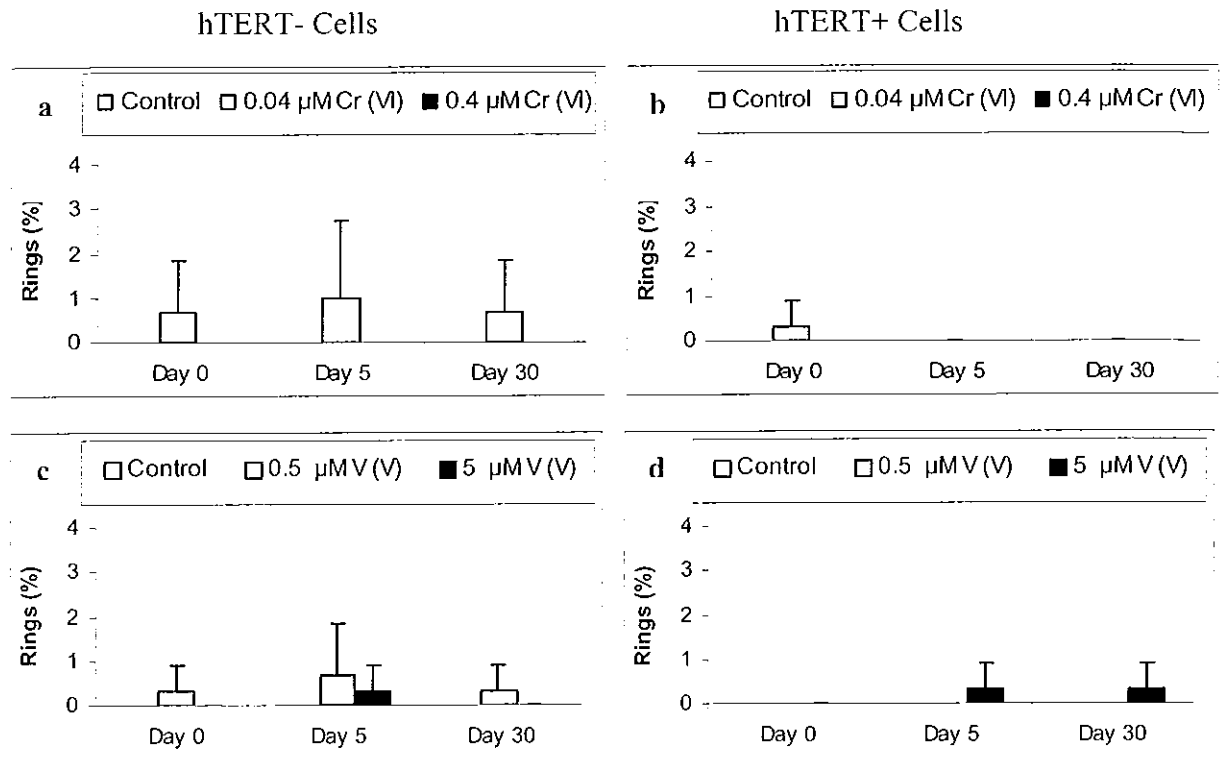 hTERT- Cells
hTERT+ Cells
a
□ Control □ 0.04 µM Cr (VI) ■ 0.4 µM Cr (VI)
Rings (%)
4
3
2
1
0
Day 0 Day 5 Day 30
b
□ Control □ 0.04 µM Cr (VI) ■ 0.4 µM Cr (VI)
Rings (%)
4
3
2
1
0
Day 0 Day 5 Day 30
c
□ Control □ 0.5 µM V (V) ■ 5 µM V (V)
Rings (%)
4
3
2
1
0
Day 0 Day 5 Day 30
d
□ Control □ 0.5 µM V (V) ■ 5 µM V (V)
Rings (%)
4
3
2
1
0
Day 0 Day 5 Day 30